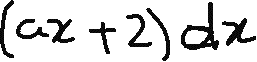 (ax + 2) dx